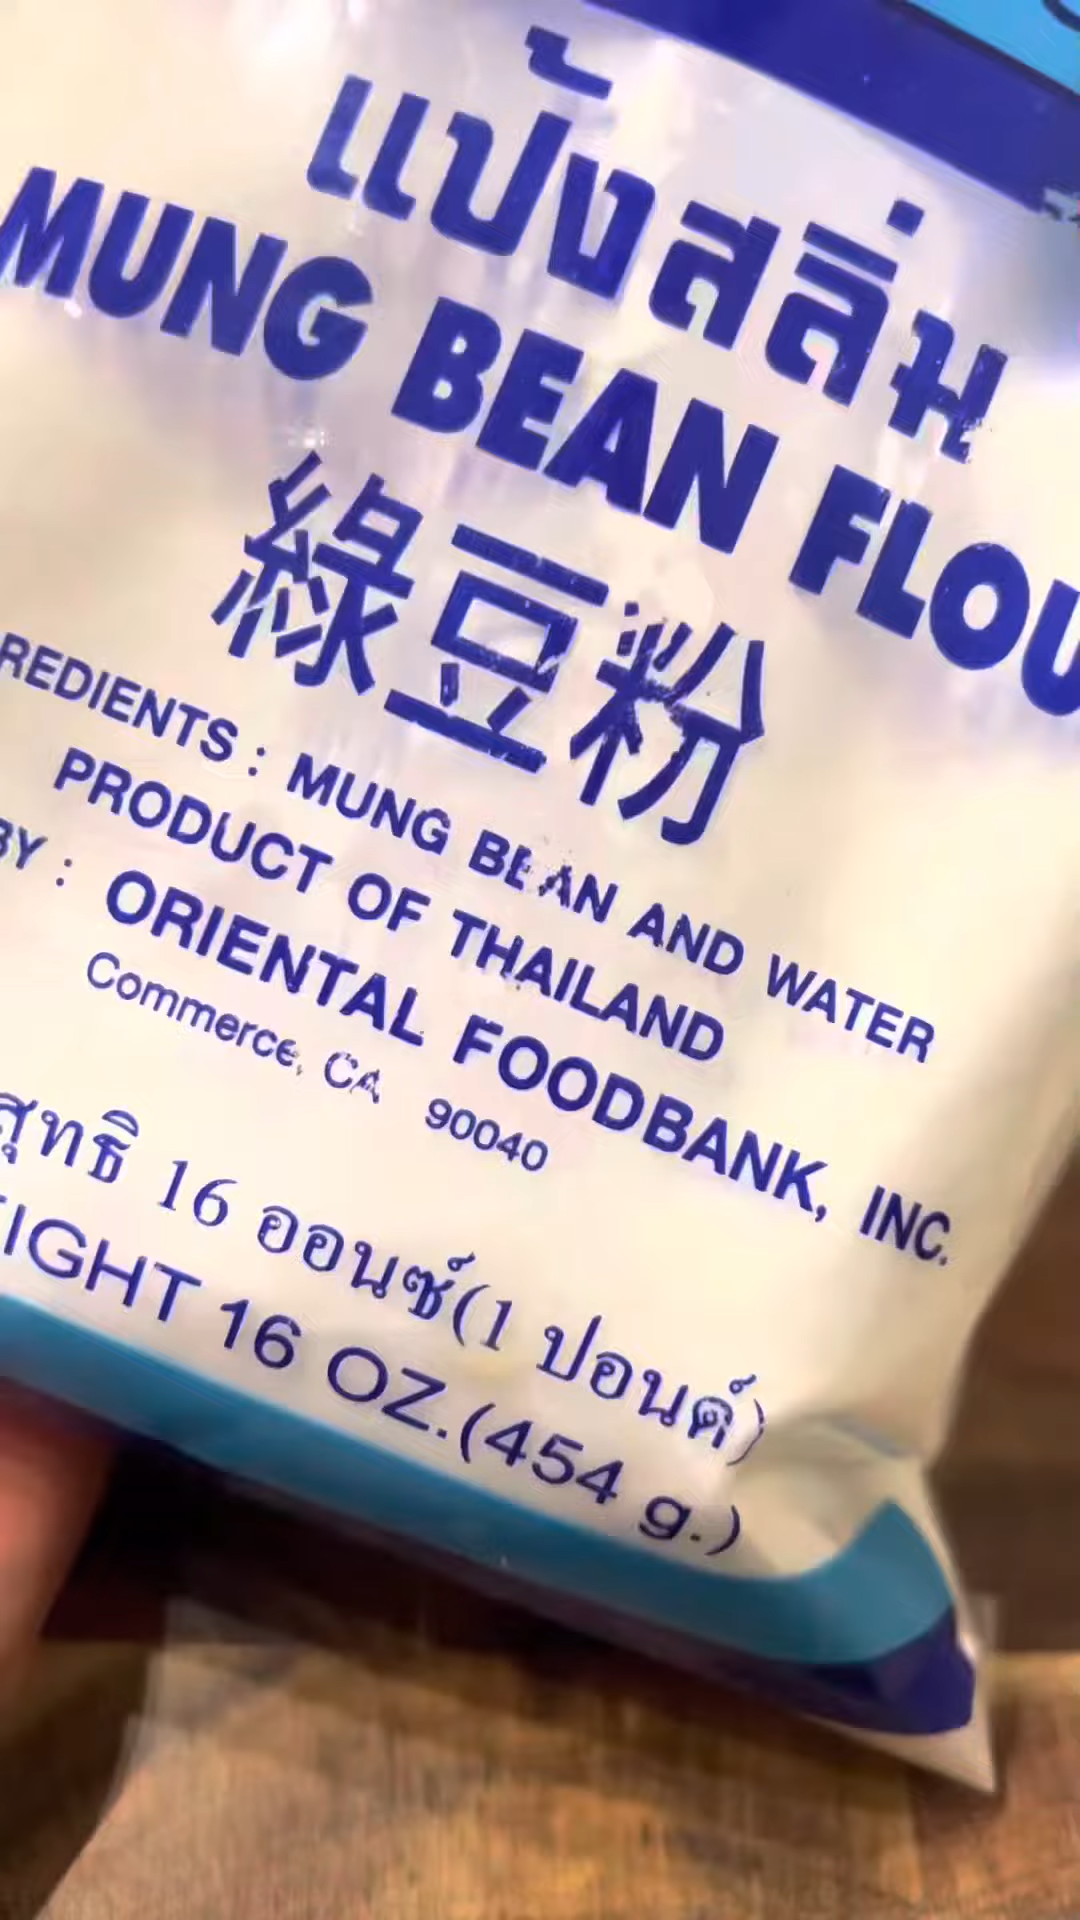 แป้งสลิ่ม
MUNG BEAN FLOU
綠豆粉
REDIENTS : MUNG BEAN AND WATER
PRODUCT OF THAILAND
BY : ORIENTAL FOODBANK, INC.
Commerce, CA 90040
สุทธิ 16 ออนซ์(1 ปอนด์)
IGHT 16 OZ.(454 g.)